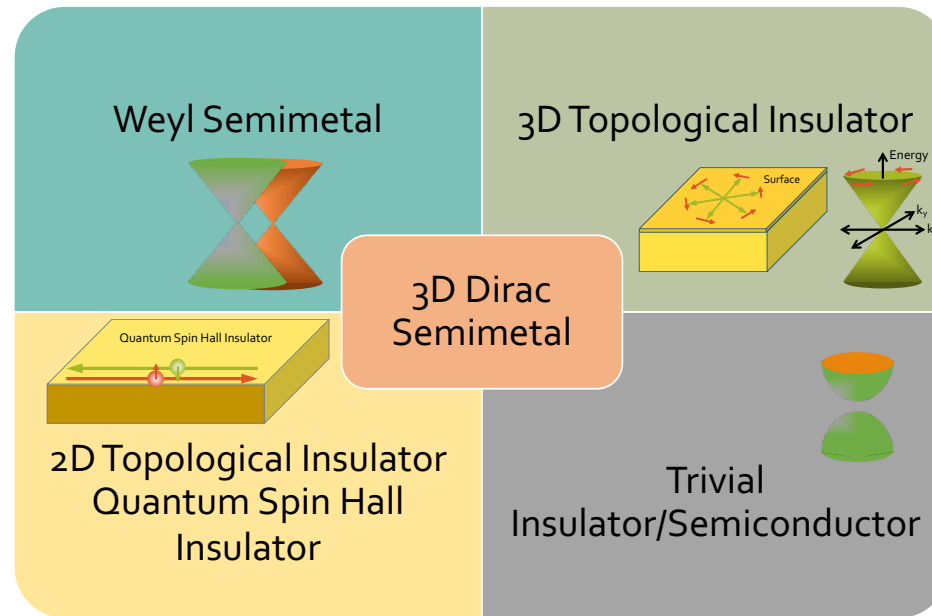 Weyl Semimetal
3D Topological Insulator
Energy
Surface
k_y
k
3D Dirac
Semimetal
Quantum Spin Hall Insulator
2D Topological Insulator
Quantum Spin Hall
Insulator
Trivial
Insulator/Semiconductor